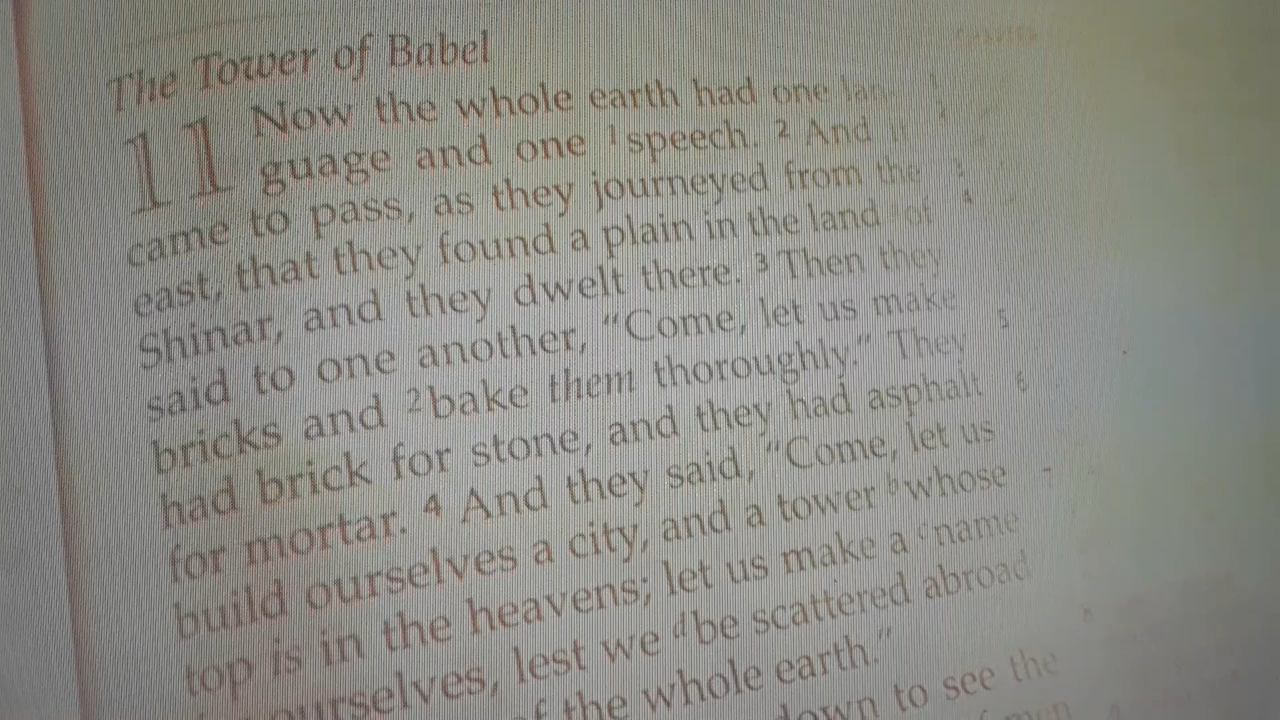 The Tower of Babel
11 Now the whole earth had one lan
guage and one 1speech. 2 And it
came to pass, as they journeyed from the
east, that they found a plain in the land of
Shinar, and they dwelt there. 3 Then they
said to one another, “Come, let us make
bricks and 2bake them thoroughly.” They
had brick for stone, and they had asphalt
for mortar. 4 And they said, “Come, let us
build ourselves a city, and a tower bwhose
top is in the heavens; let us make a cname
ourselves, lest we dbe scattered abroad
the whole earth.”
down to see the
5
6
7